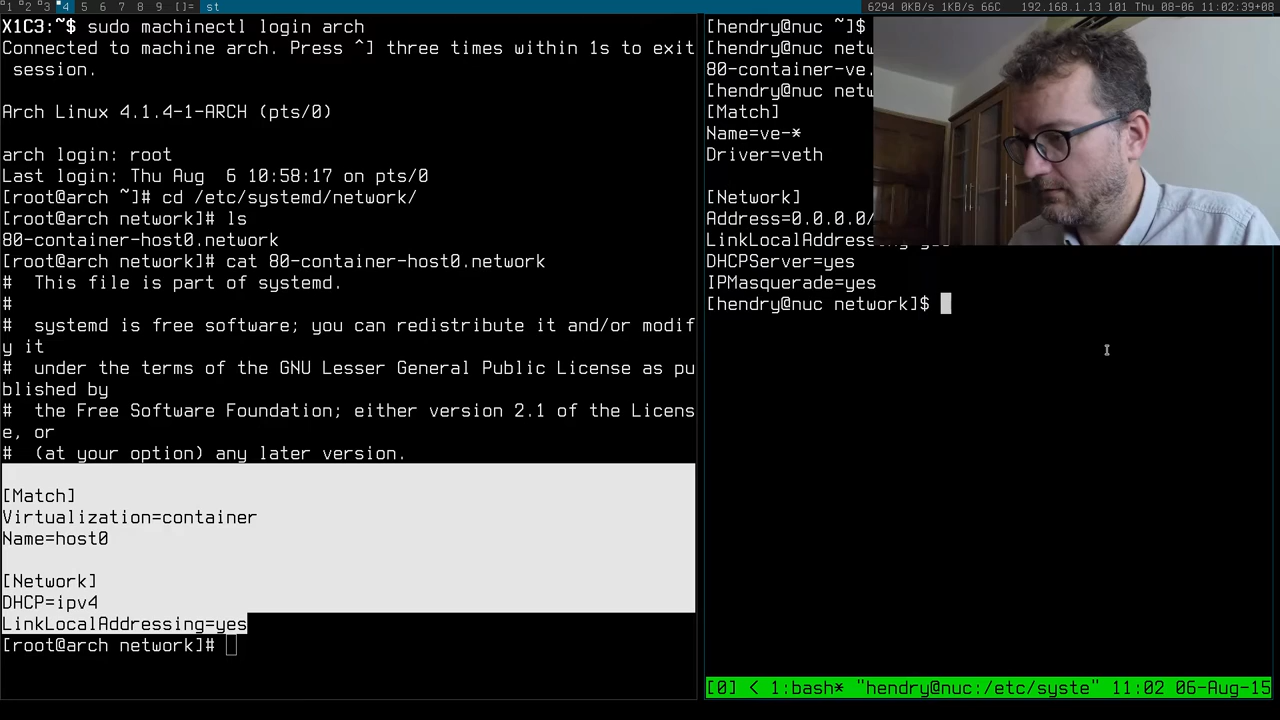 1 2 3 4 5 6 7 8 9 []= st 6294 0KB/s 1KB/s 66C 192.168.1.13 101 Thu 08-06 11:02:39+08
X1C3:~$ sudo machinectl login arch
Connected to machine arch. Press ^] three times within 1s to exit
 session.
Arch Linux 4.1.4-1-ARCH (pts/0)
arch login: root
Last login: Thu Aug  6 10:58:17 on pts/0
[root@arch ~]# cd /etc/systemd/network/
[root@arch network]# ls
80-container-host0.network
[root@arch network]# cat 80-container-host0.network
#  This file is part of systemd.
#
#  systemd is free software; you can redistribute it and/or modif
y it
#  under the terms of the GNU Lesser General Public License as pu
blished by
#  the Free Software Foundation; either version 2.1 of the Licens
e, or
#  (at your option) any later version.
[Match]
Virtualization=container
Name=host0
[Network]
DHCP=ipv4
LinkLocalAddressing=yes
[root@arch network]#
[hendry@nuc ~]$
[hendry@nuc netw
80-container-ve.
[hendry@nuc netw
[Match]
Name=ve-*
Driver=veth
[Network]
Address=0.0.0.0/
LinkLocalAddressing=yes
DHCPServer=yes
IPMasquerade=yes
[hendry@nuc network]$
[0] < 1:bash* "hendry@nuc:/etc/syste" 11:02 06-Aug-15